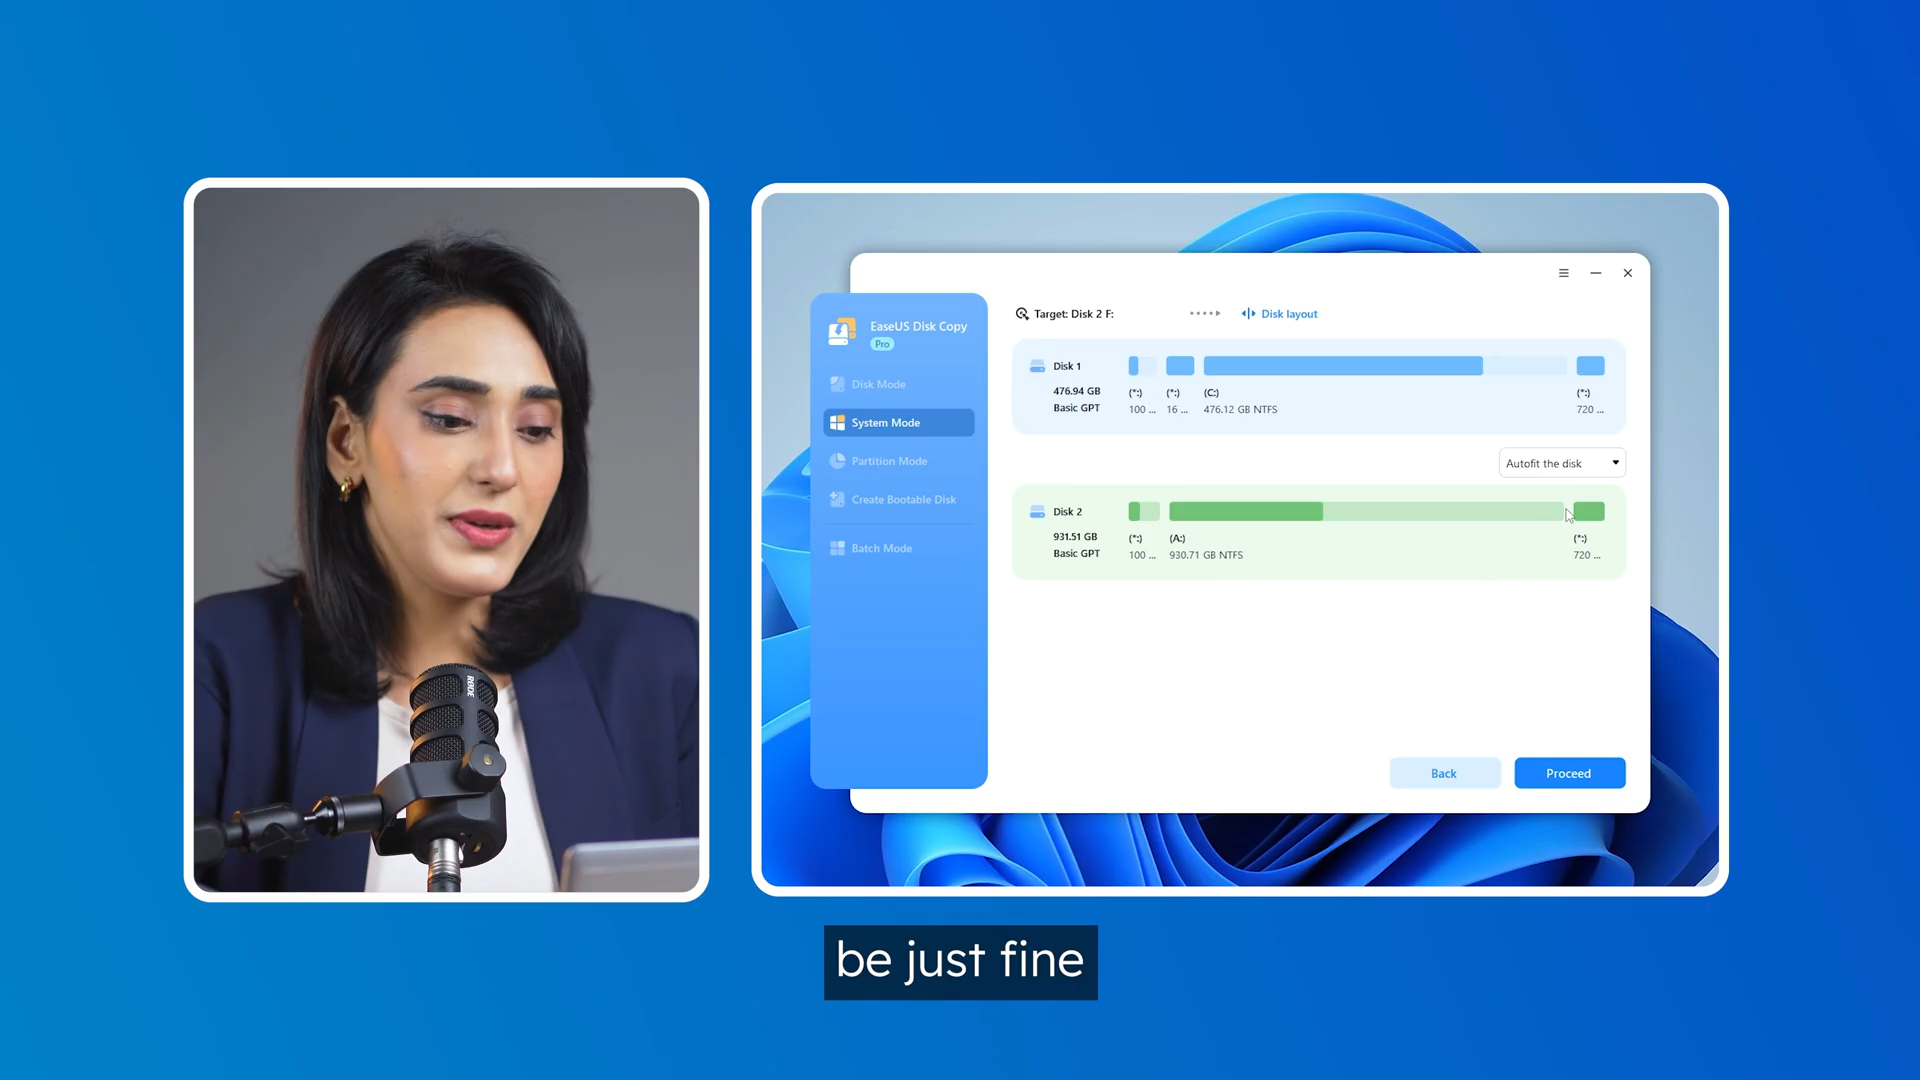 EaseUS Disk Copy
Pro
Disk Mode
System Mode
Partition Mode
Create Bootable Disk
Batch Mode
Target: Disk 2 F:
Disk layout
Disk 1
476.94 GB
Basic GPT
(*:)
100 ...
(*:)
16 ...
(C:)
476.12 GB NTFS
(*:)
720 ...
Autofit the disk
Disk 2
931.51 GB
Basic GPT
(*:)
100 ...
(A:)
930.71 GB NTFS
(*:)
720 ...
Back
Proceed
RØDE
be just fine